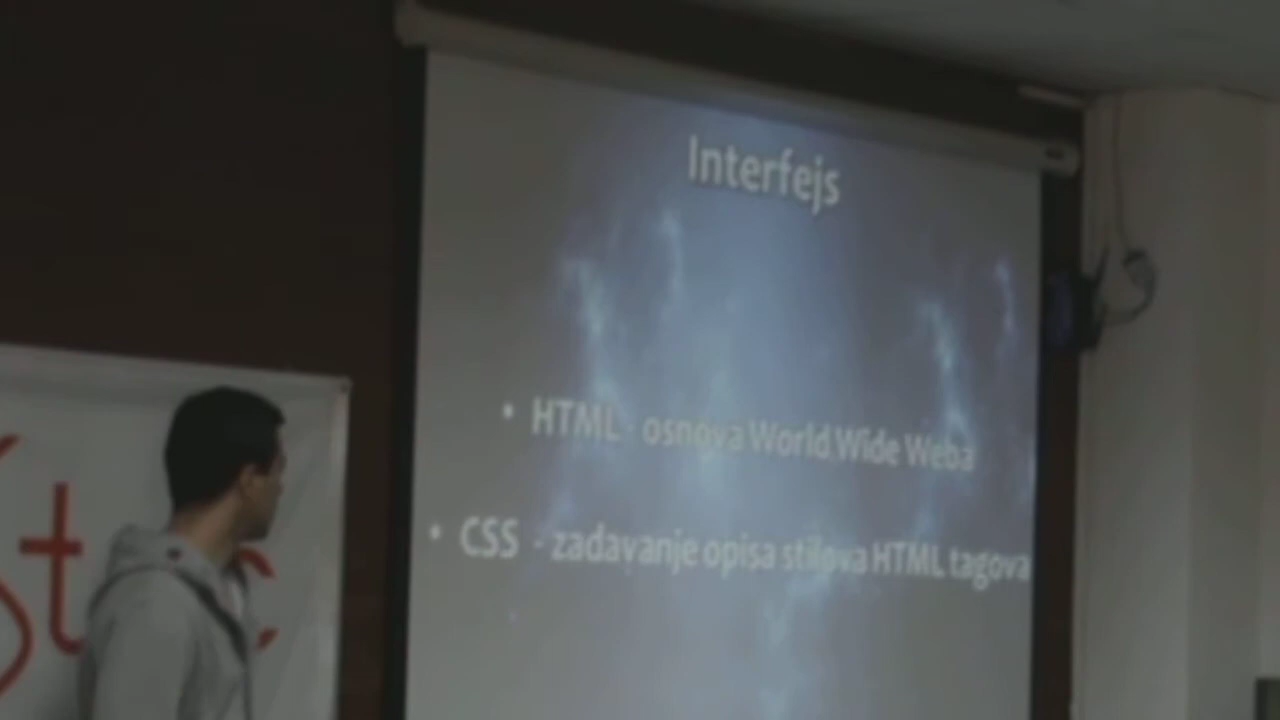 Interfejs
• HTML - osnova World Wide Weba
• CSS - zadavanje opisa stilova HTML tagova